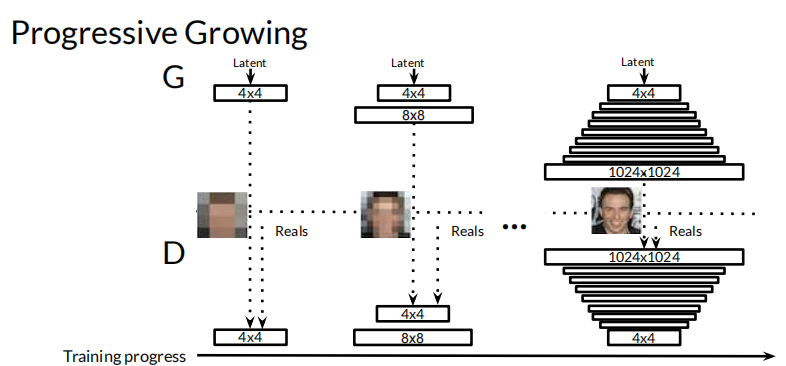 Progressive Growing
G
Latent
Latent
Latent
4x4
4x4
4x4
8x8
1024x1024
Reals
Reals
...
Reals
D
1024x1024
4x4
4x4
8x8
4x4
Training progress